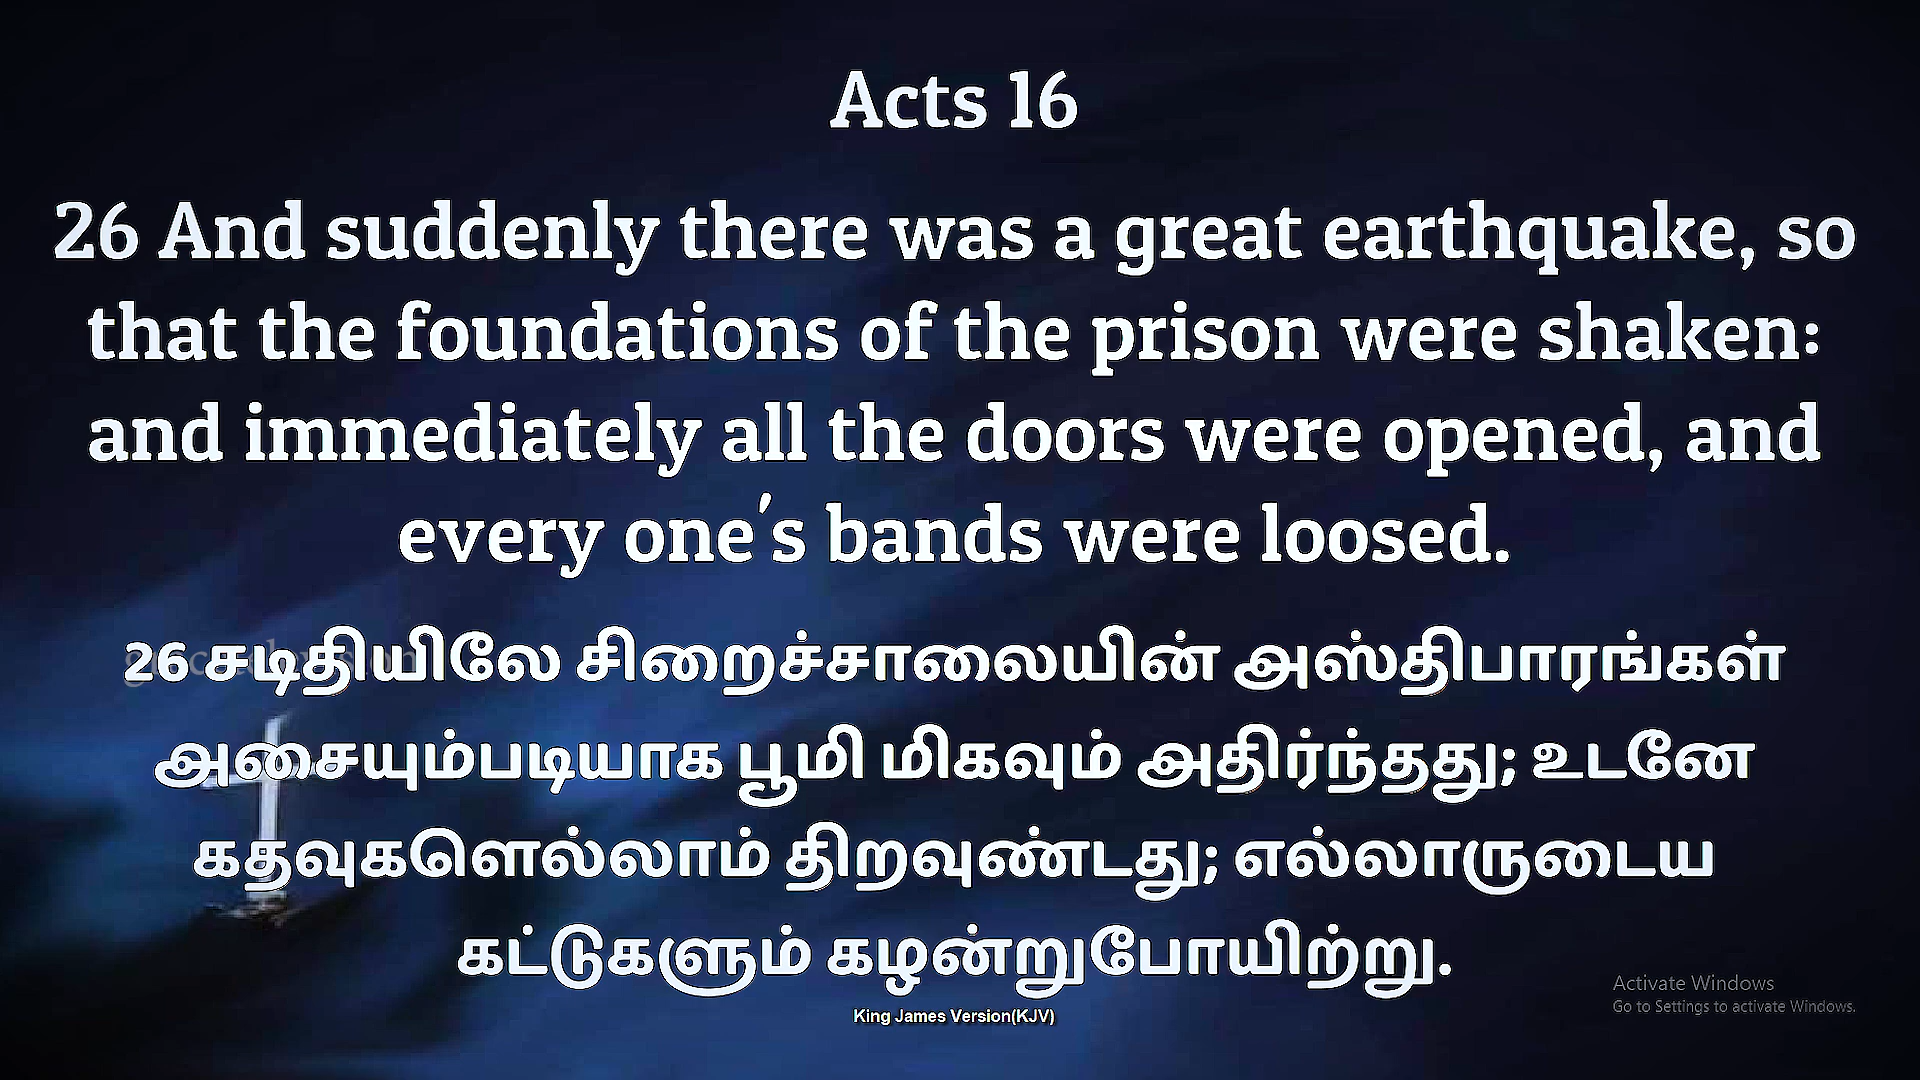 Acts 16
26 And suddenly there was a great earthquake, so
that the foundations of the prison were shaken:
and immediately all the doors were opened, and
every one's bands were loosed.
26 சடிதியிலே சிறைச்சாலையின் அஸ்திபாரங்கள்
அசையும்படியாக பூமி மிகவும் அதிர்ந்தது; உடனே
கதவுகளெல்லாம் திறவுண்டது; எல்லாருடைய
கட்டுகளும் கழன்றுபோயிற்று.
Activate Windows
Go to Settings to activate Windows.
King James Version(KJV)